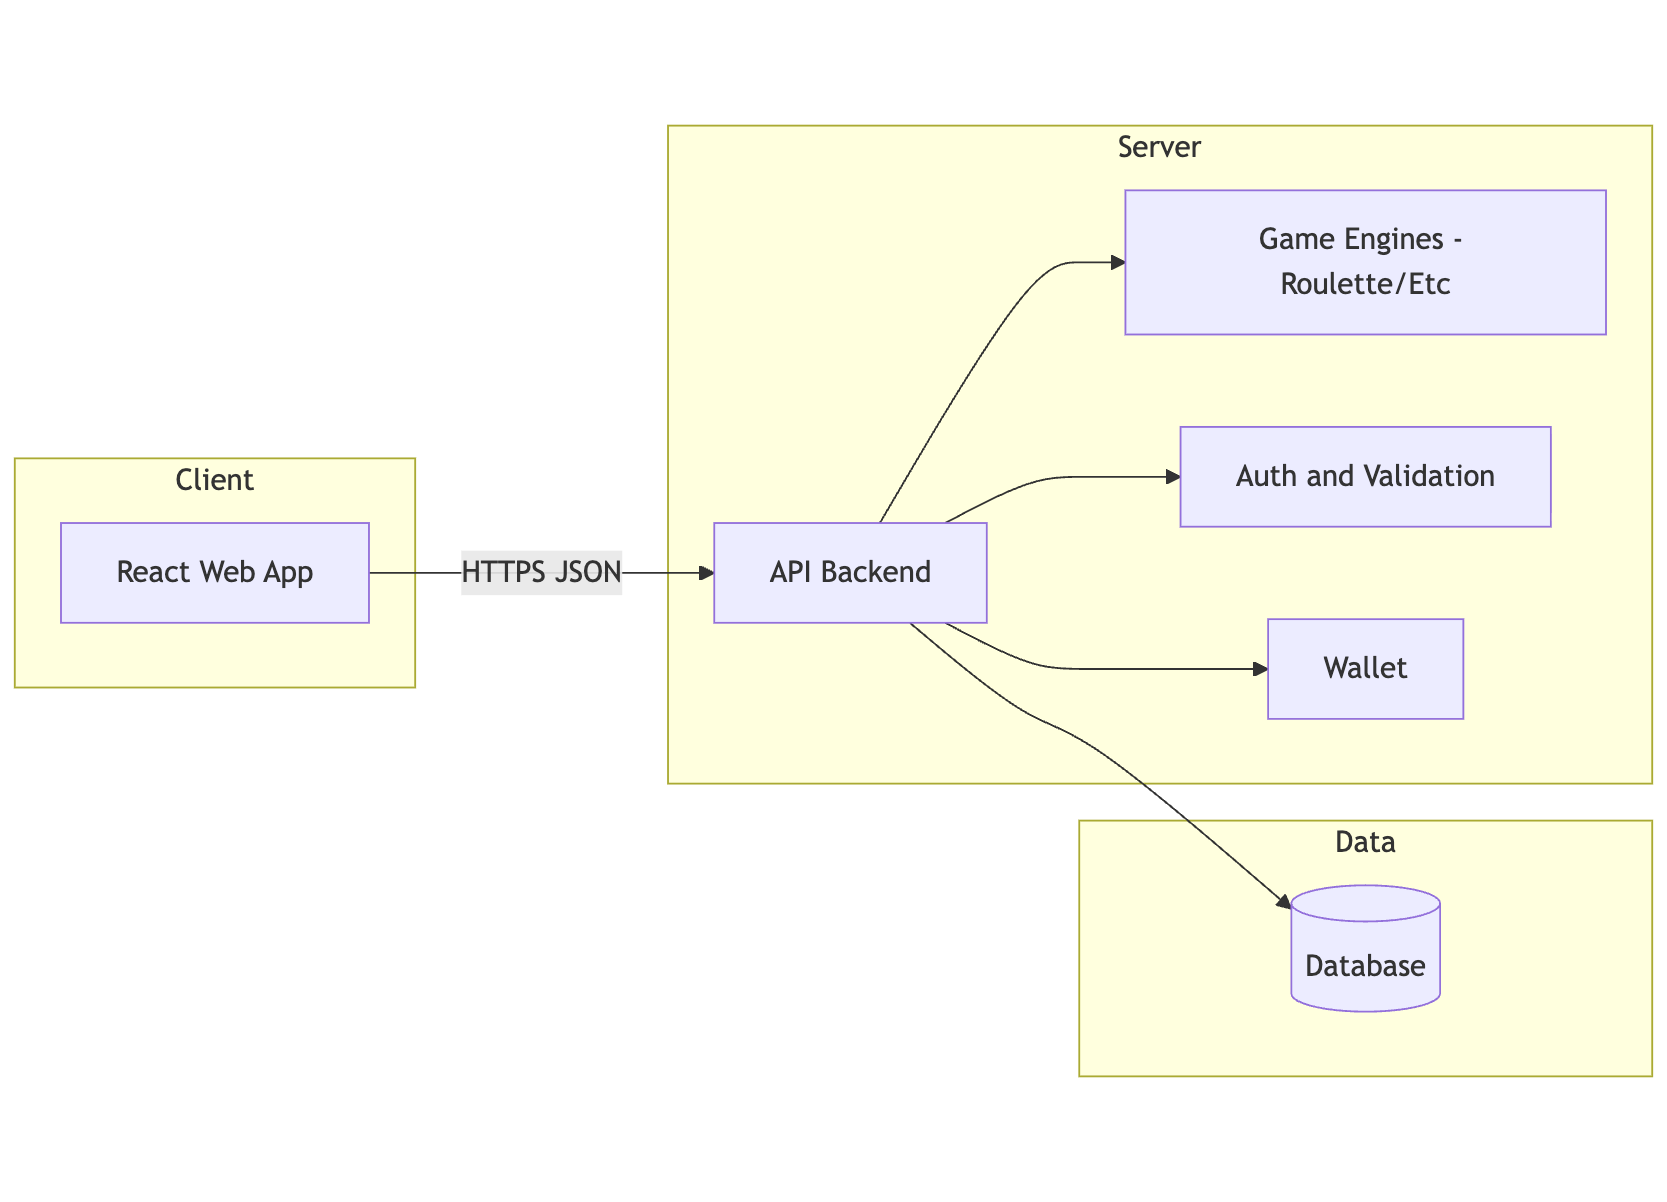 Server
Game Engines -
Roulette/Etc
Client
Auth and Validation
React Web App
HTTPS JSON
API Backend
Wallet
Data
Database